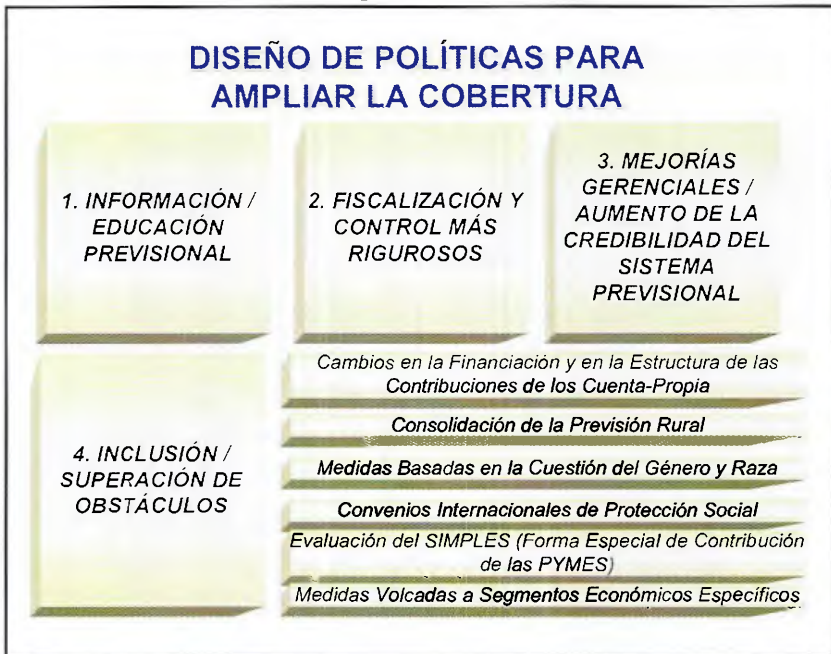 DISEÑO DE POLÍTICAS PARA
AMPLIAR LA COBERTURA
1. INFORMACIÓN /
EDUCACIÓN
PREVISIONAL
2. FISCALIZACIÓN Y
CONTROL MÁS
RIGUROSOS
3. MEJORÍAS
GERENCIALES /
AUMENTO DE LA
CREDIBILIDAD DEL
SISTEMA
PREVISIONAL
4. INCLUSIÓN /
SUPERACIÓN DE
OBSTÁCULOS
Cambios en la Financiación y en la Estructura de las
Contribuciones de los Cuenta-Propia
Consolidación de la Previsión Rural
Medidas Basadas en la Cuestión del Género y Raza
Convenios Internacionales de Protección Social
Evaluación del SIMPLES (Forma Especial de Contribución
de las PYMES)
Medidas Volcadas a Segmentos Económicos Específicos